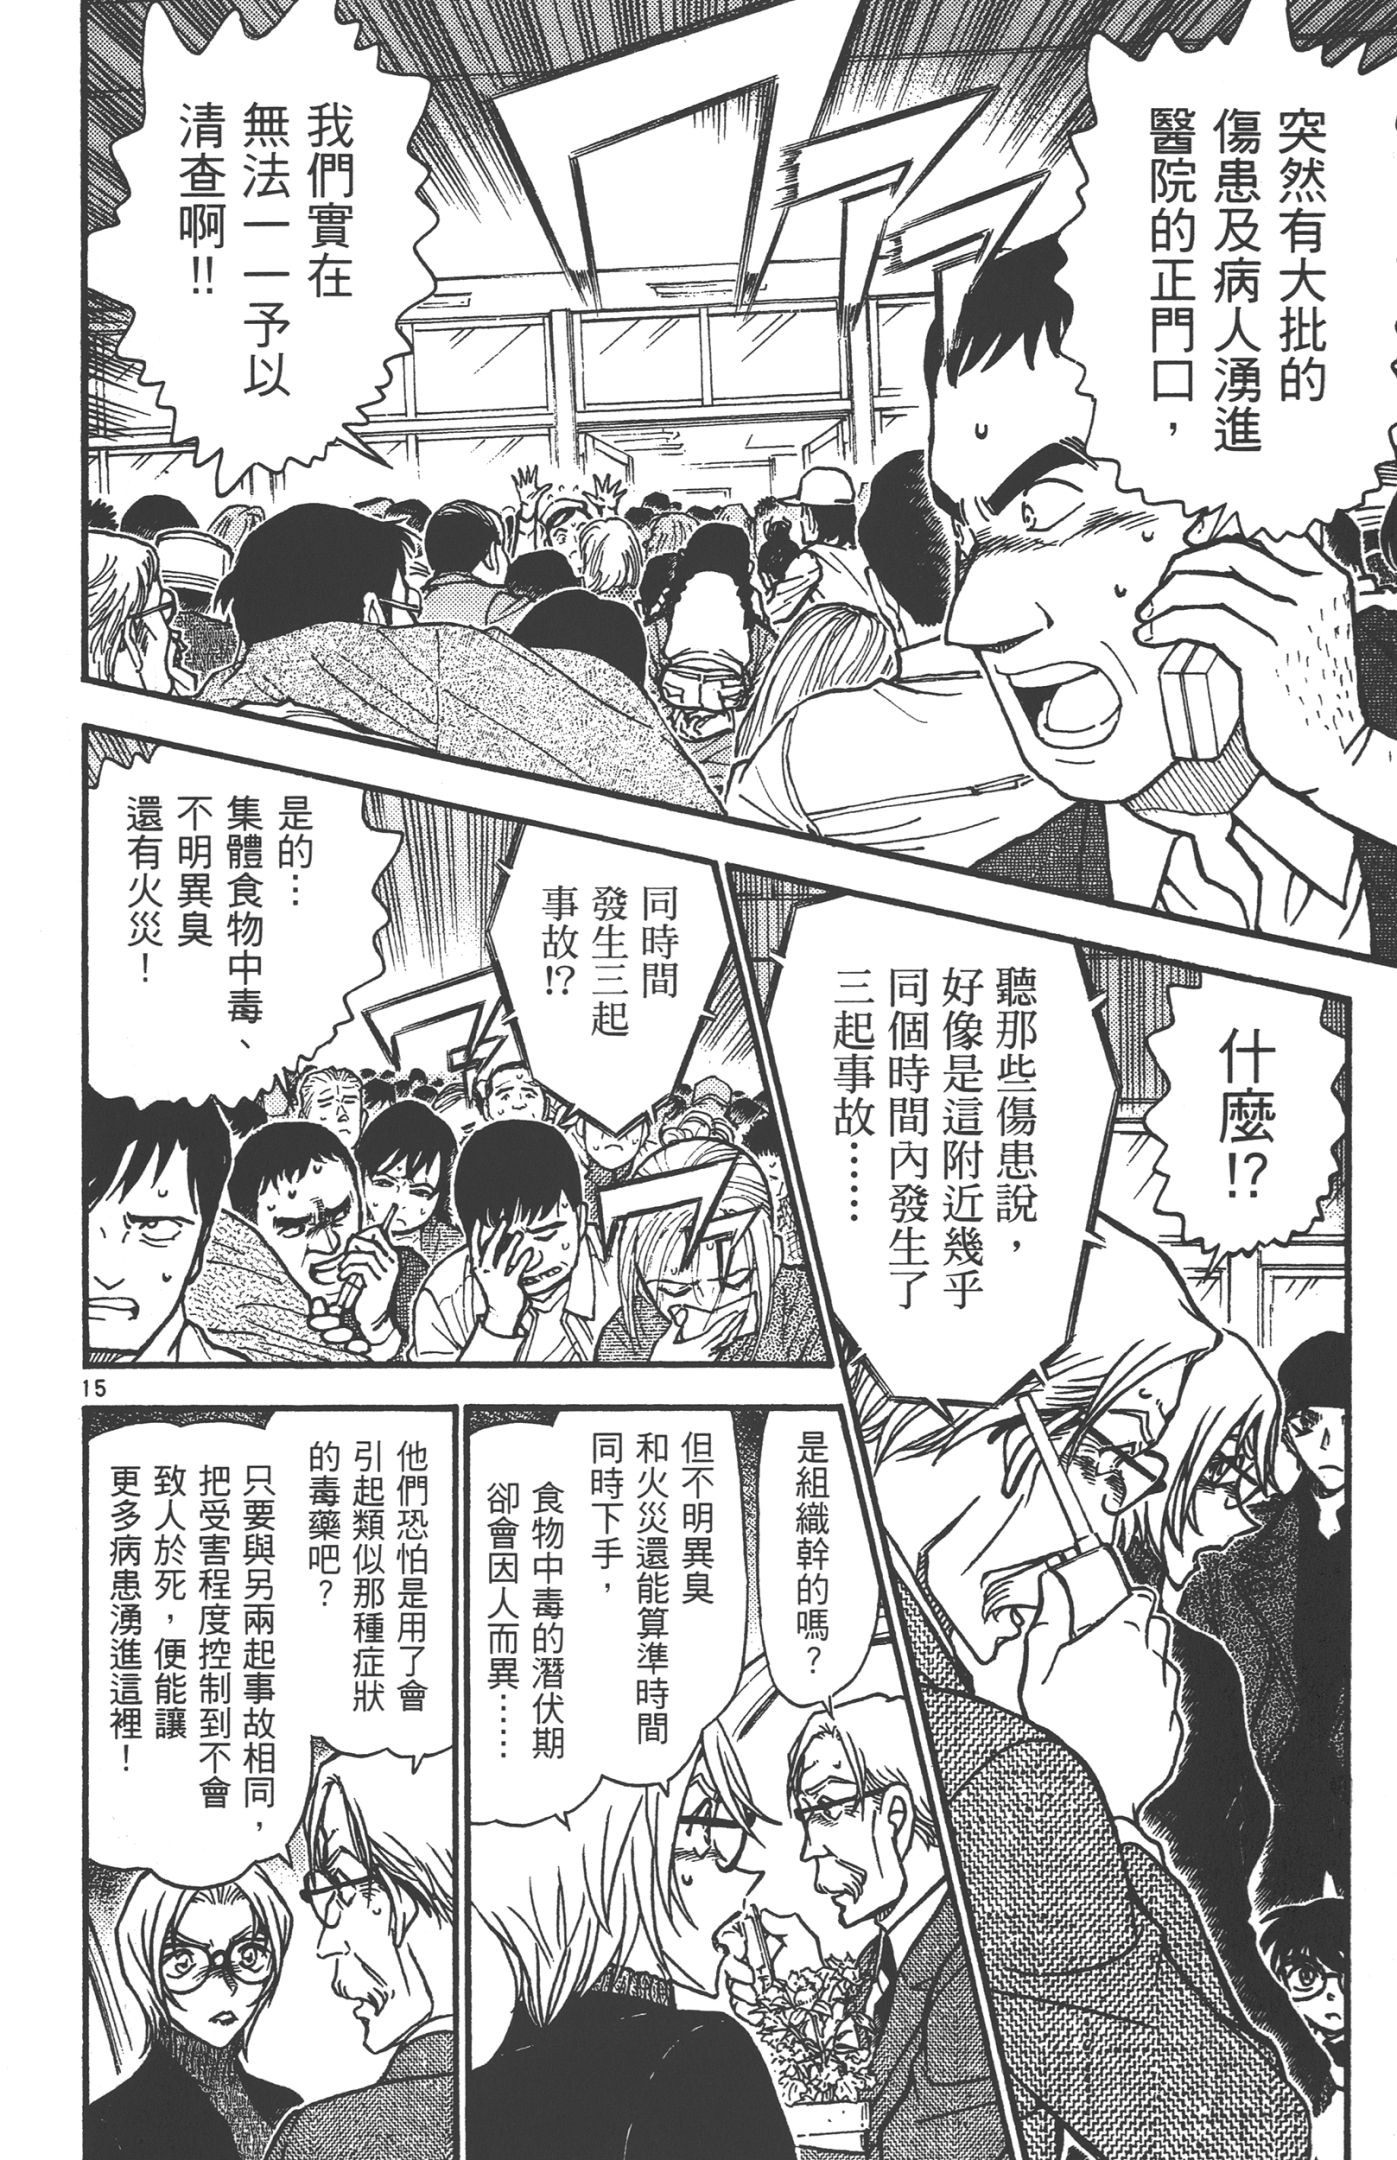 突然有大批的
傷患及病人湧進
醫院的正門口，
我們實在
無法一一予以
清查啊!!
什麼!?
聽那些傷患說，
好像是這附近幾乎
同個時間內發生了
三起事故……
同時間
發生三起
事故!?
是的…
集體食物中毒、
不明異臭
還有火災！
是組織幹的嗎？
但不明異臭
和火災還能算準時間
同時下手，
食物中毒的潛伏期
卻會因人而異……
他們恐怕是用了會
引起類似那種症狀
的毒藥吧？
只要與另兩起事故相同，
把受害程度控制到不會
致人於死，便能讓
更多病患湧進這裡！
15